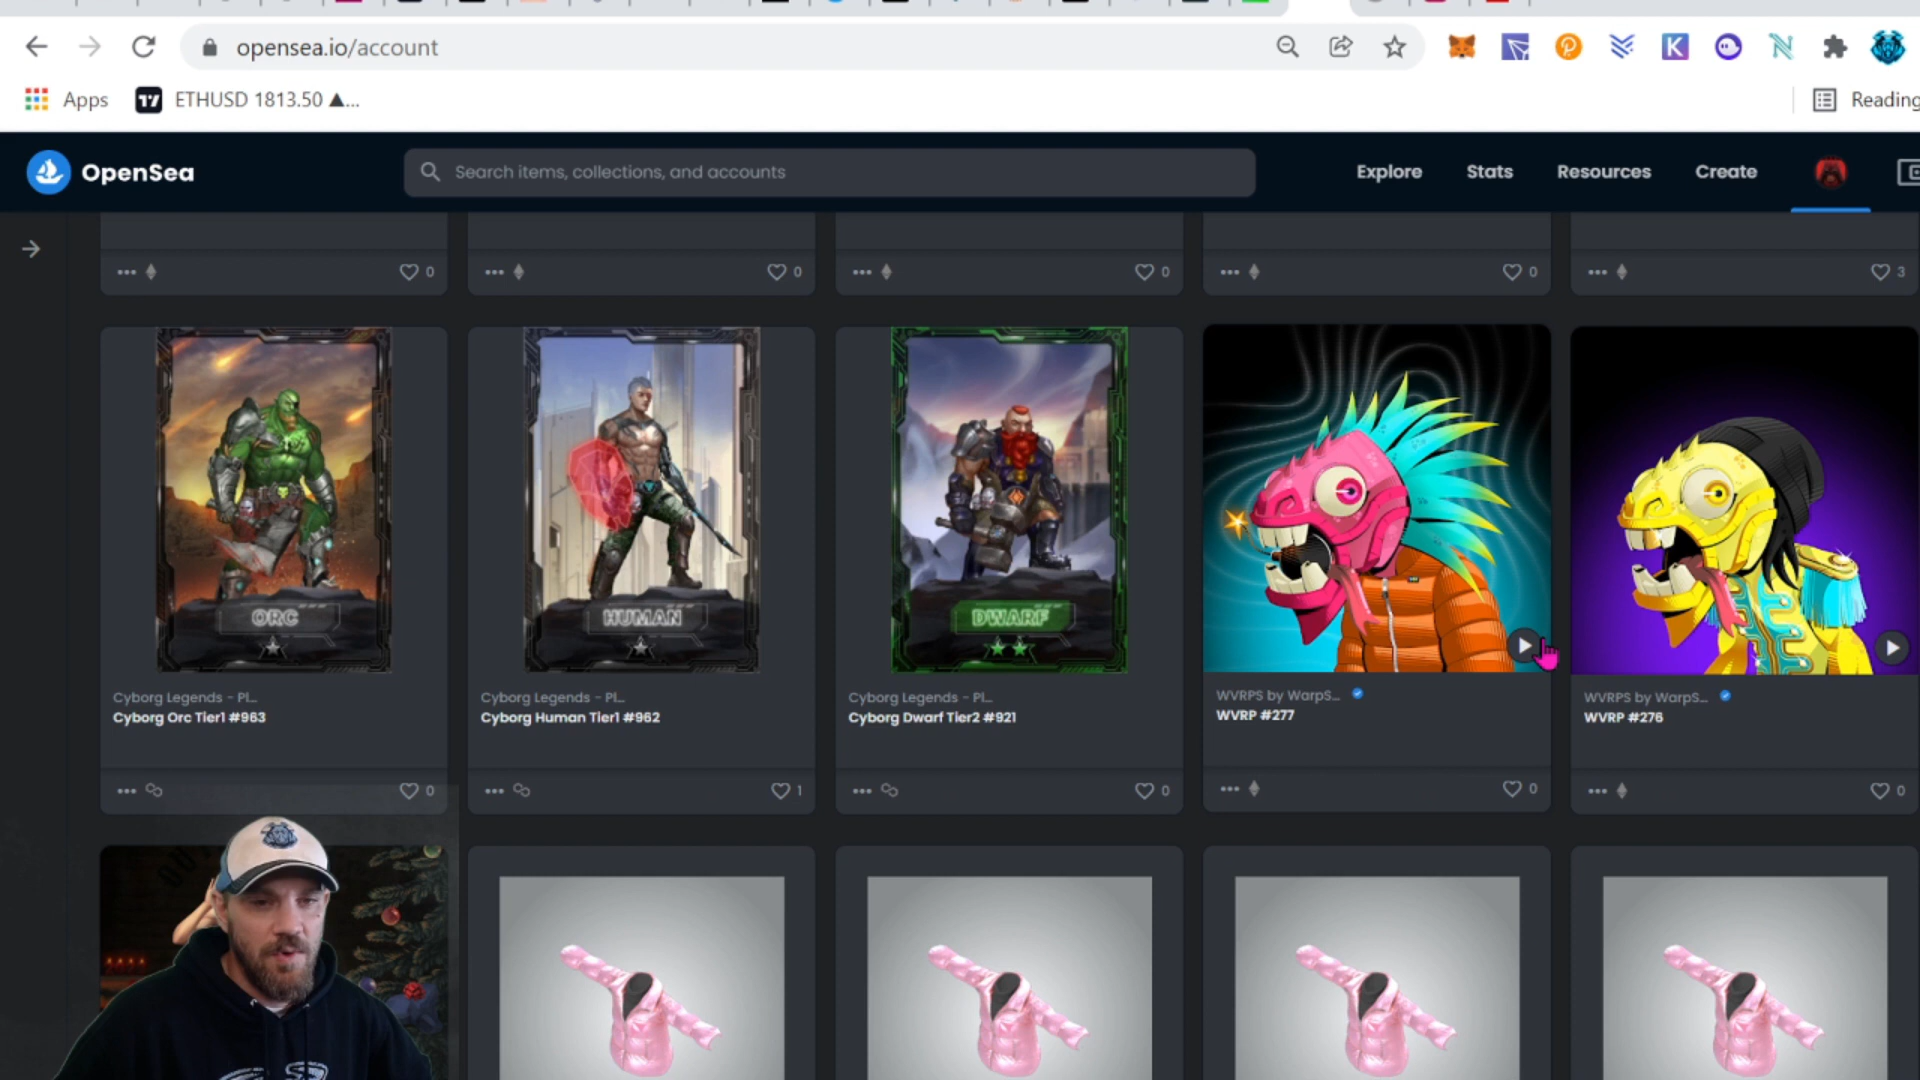 opensea.io/account
Apps
ETHUSD 1813.50 ▲...
Reading
OpenSea
Search items, collections, and accounts
Explore
Stats
Resources
Create
0
0
0
0
3
ORC
HUMAN
DWARF
Cyborg Legends - Pl...
Cyborg Orc Tier1 #963
Cyborg Legends - Pl...
Cyborg Human Tier1 #962
Cyborg Legends - Pl...
Cyborg Dwarf Tier2 #921
WVRPS by WarpS...
WVRP #277
WVRPS by WarpS...
WVRP #276
0
1
0
0
0